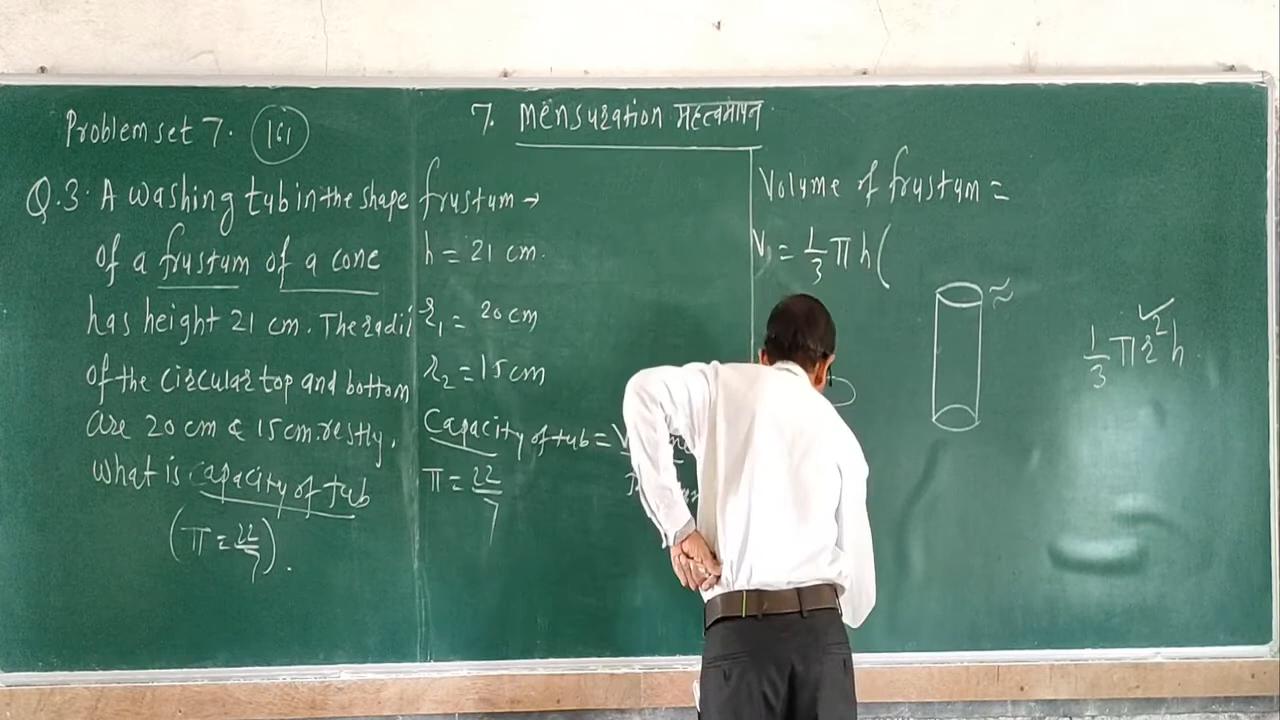 7. Mensuration महत्वमापन
Problem set 7. 161
Q.3. A washing tub in the shape
of a frustum of a cone
has height 21 cm. The radii
of the circular top and bottom
are 20 cm & 15 cm. restly.
What is capacity of tub
(π = 22/7).
frustum →
h = 21 cm.
r₁ = 20 cm
r₂ = 15 cm
Capacity of tub =
π = 22/7
Volume of frustum =
V = 1/3 π h (
1/3 π r² h